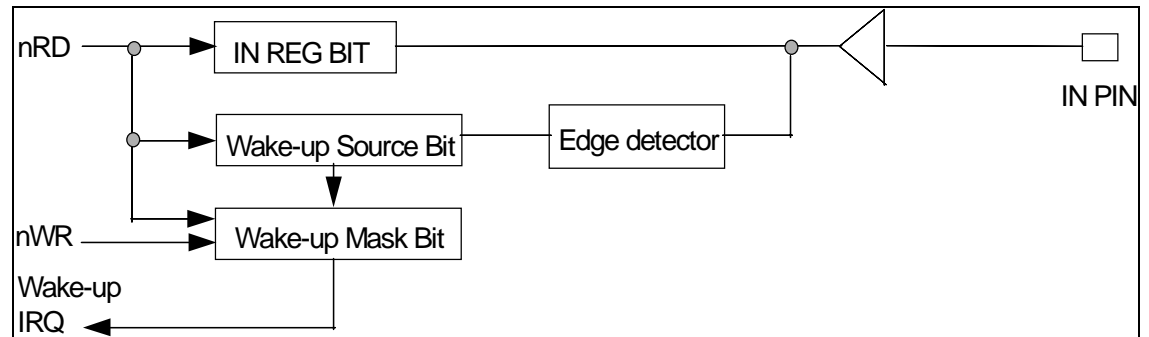 nRD
IN REG BIT
IN PIN
Wake-up Source Bit
Edge detector
nWR
Wake-up Mask Bit
Wake-up
IRQ